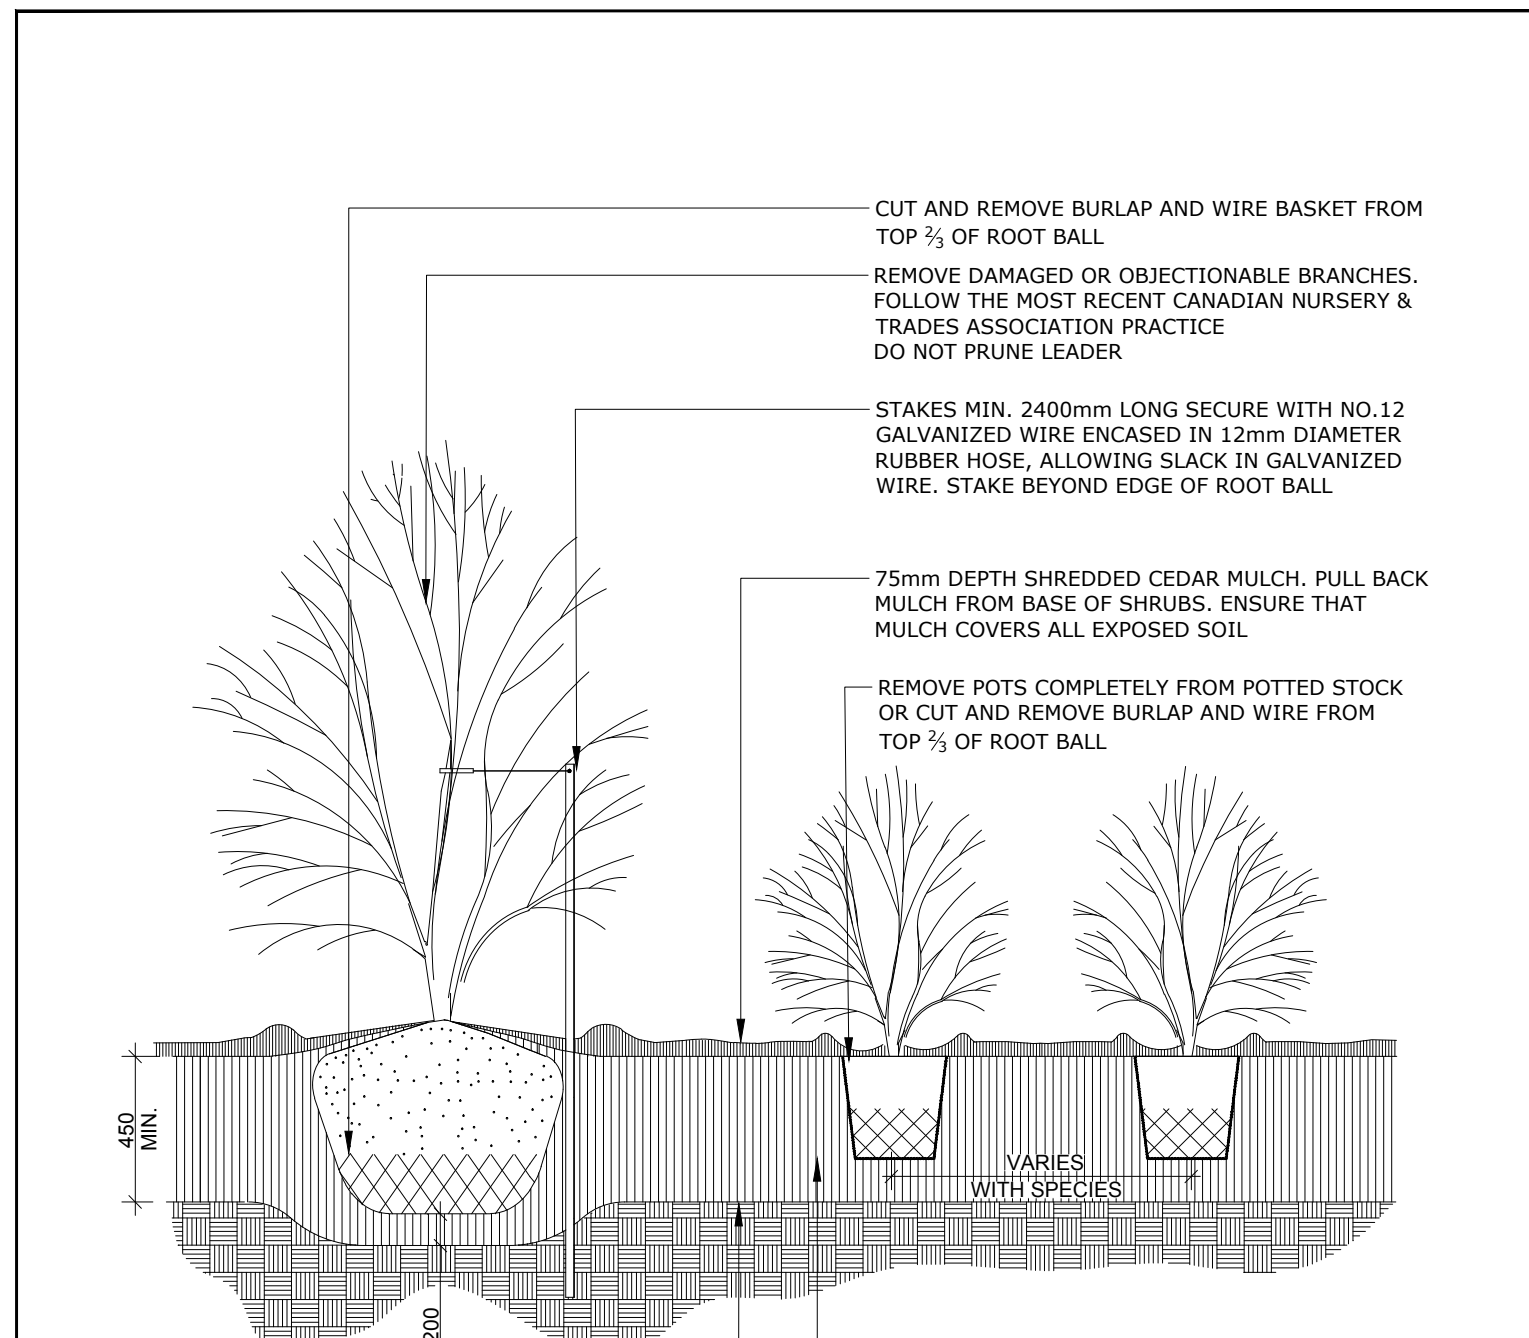 CUT AND REMOVE BURLAP AND WIRE BASKET FROM
TOP ⅔ OF ROOT BALL
REMOVE DAMAGED OR OBJECTIONABLE BRANCHES.
FOLLOW THE MOST RECENT CANADIAN NURSERY &
TRADES ASSOCIATION PRACTICE
DO NOT PRUNE LEADER
STAKES MIN. 2400mm LONG SECURE WITH NO.12
GALVANIZED WIRE ENCASED IN 12mm DIAMETER
RUBBER HOSE, ALLOWING SLACK IN GALVANIZED
WIRE. STAKE BEYOND EDGE OF ROOT BALL
75mm DEPTH SHREDDED CEDAR MULCH. PULL BACK
MULCH FROM BASE OF SHRUBS. ENSURE THAT
MULCH COVERS ALL EXPOSED SOIL
REMOVE POTS COMPLETELY FROM POTTED STOCK
OR CUT AND REMOVE BURLAP AND WIRE FROM
TOP ⅔ OF ROOT BALL
450
MIN.
VARIES
WITH SPECIES
200